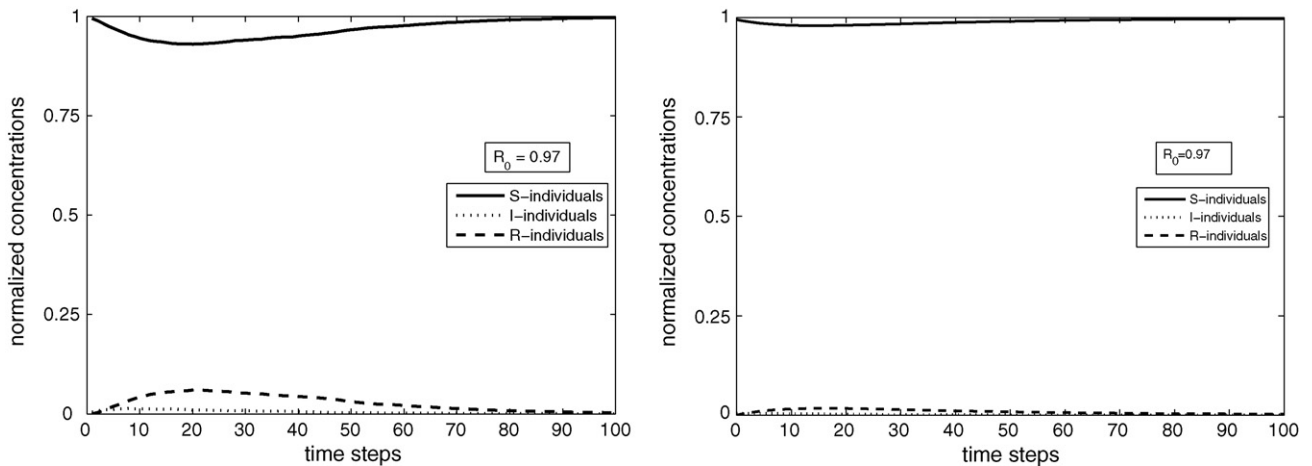 1
0.75
0.5
0.25
0
normalized concentrations
R0 = 0.97
S-individuals
I-individuals
R-individuals
0 10 20 30 40 50 60 70 80 90 100
time steps
1
0.75
0.5
0.25
0
normalized concentrations
R0=0.97
S-individuals
I-individuals
R-individuals
0 10 20 30 40 50 60 70 80 90 100
time steps